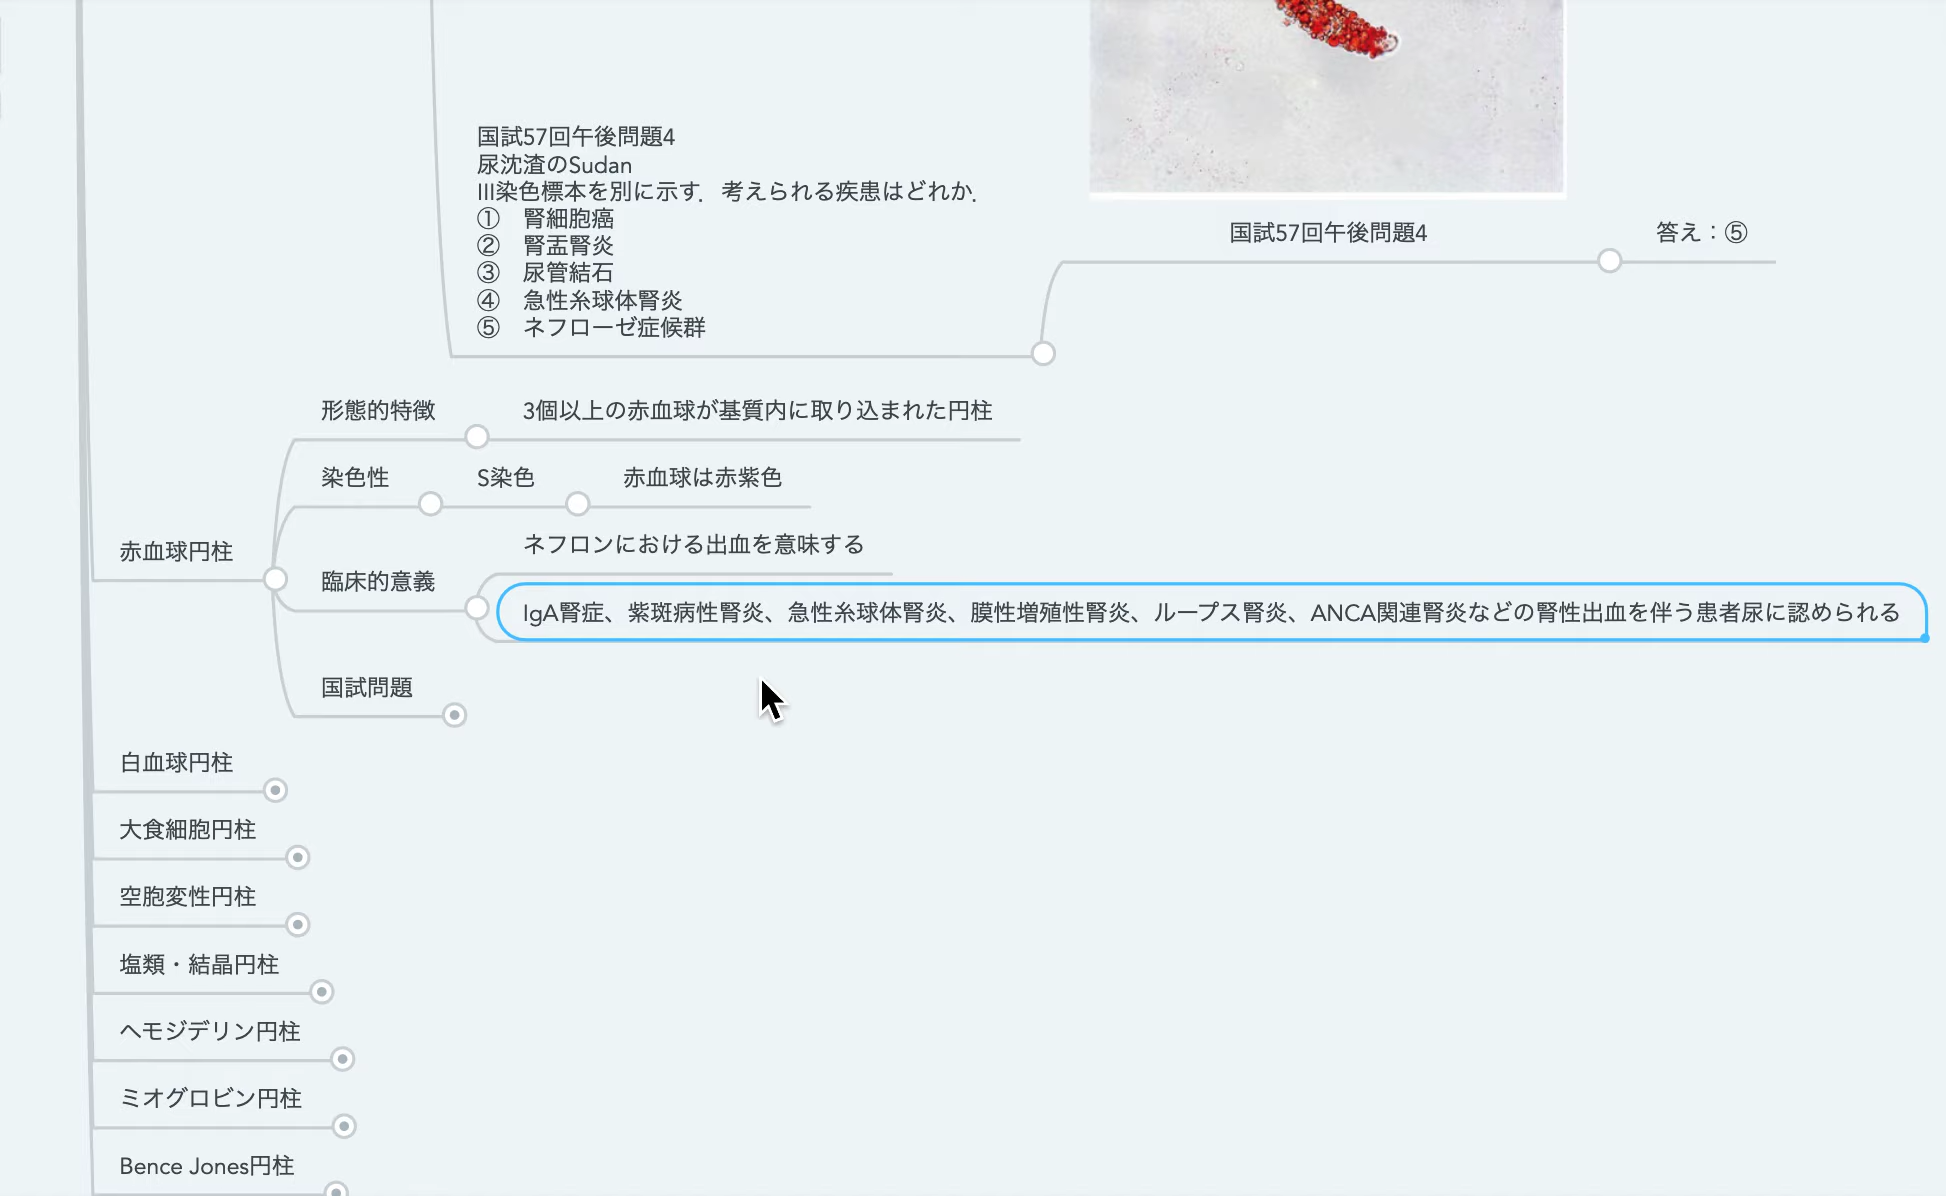 国試57回午後問題4
尿沈渣のSudan
III染色標本を別に示す．考えられる疾患はどれか．
①　腎細胞癌
②　腎盂腎炎
③　尿管結石
④　急性糸球体腎炎
⑤　ネフローゼ症候群
国試57回午後問題4
答え：⑤
赤血球円柱
形態的特徴
3個以上の赤血球が基質内に取り込まれた円柱
染色性
S染色
赤血球は赤紫色
臨床的意義
ネフロンにおける出血を意味する
IgA腎症、紫斑病性腎炎、急性糸球体腎炎、膜性増殖性腎炎、ループス腎炎、ANCA関連腎炎などの腎性出血を伴う患者尿に認められる
国試問題
白血球円柱
大食細胞円柱
空胞変性円柱
塩類・結晶円柱
ヘモジデリン円柱
ミオグロビン円柱
Bence Jones円柱